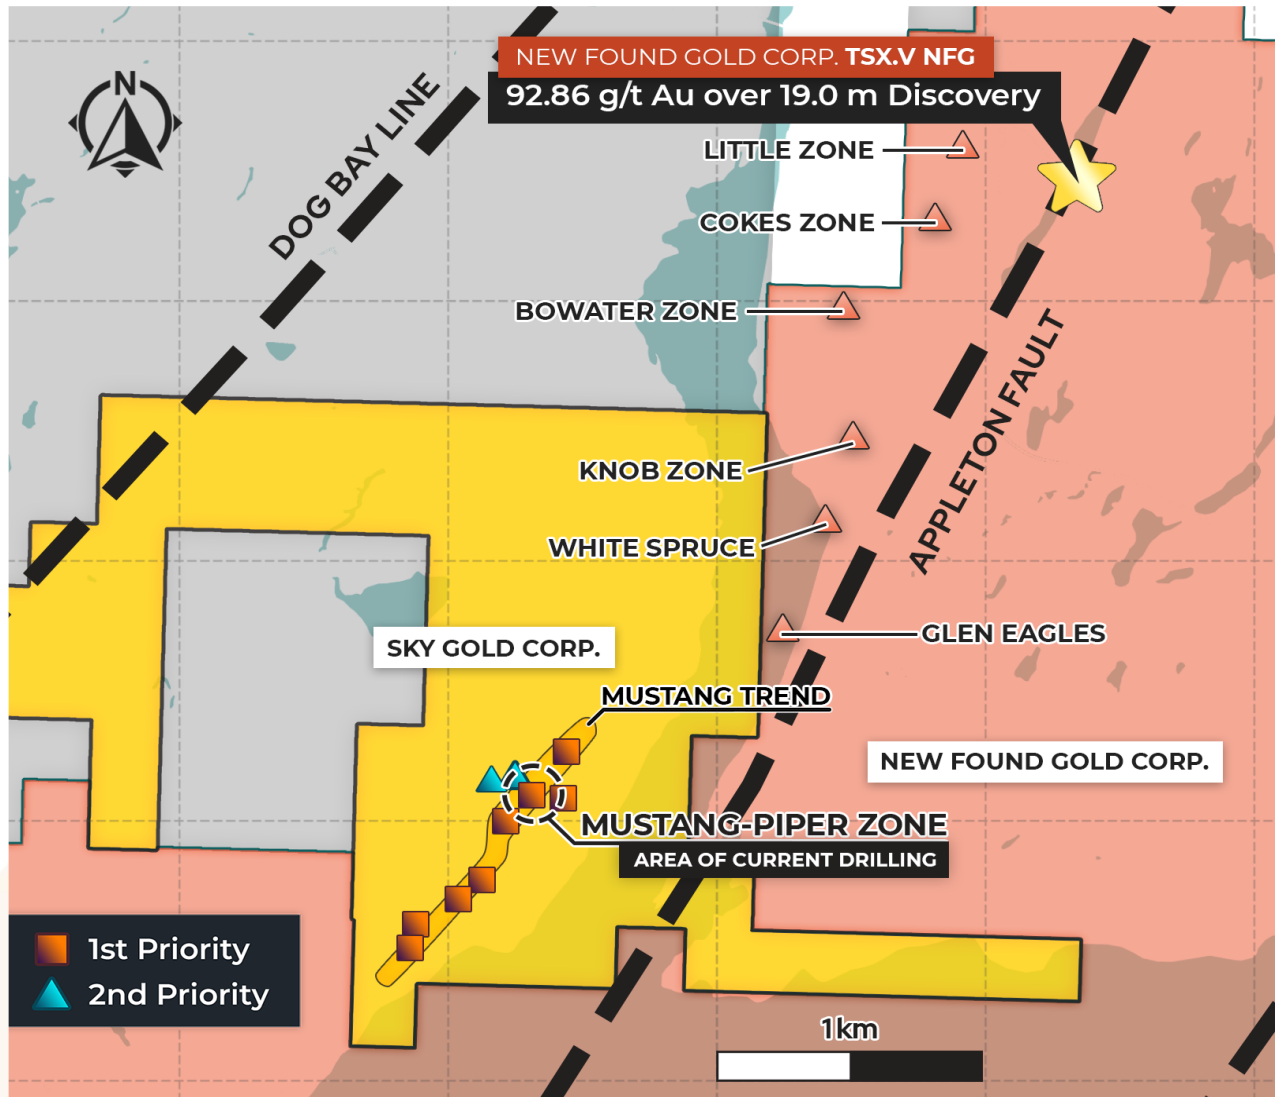 NEW FOUND GOLD CORP. TSX.V NFG
92.86 g/t Au over 19.0 m Discovery
N
DOG BAY LINE
LITTLE ZONE
COKES ZONE
BOWATER ZONE
APPLETON FAULT
KNOB ZONE
WHITE SPRUCE
GLEN EAGLES
SKY GOLD CORP.
MUSTANG TREND
NEW FOUND GOLD CORP.
MUSTANG-PIPER ZONE
AREA OF CURRENT DRILLING
1st Priority
2nd Priority
1km